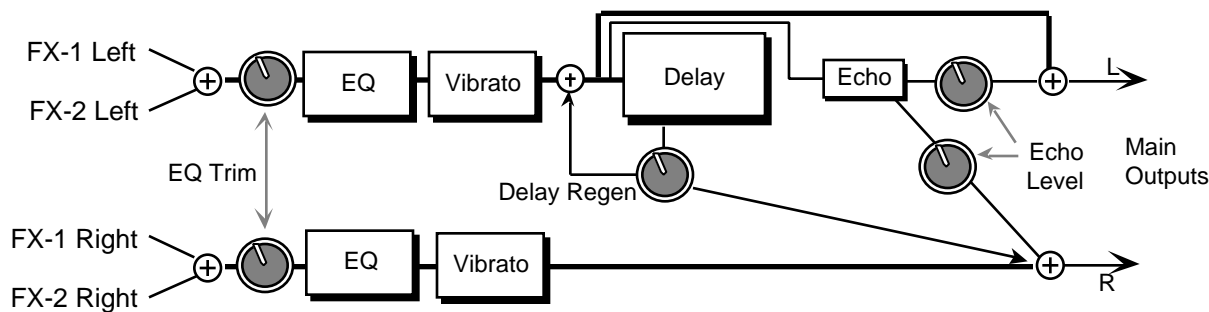 FX-1 Left
FX-2 Left
EQ
Vibrato
Delay
Echo
L
EQ Trim
Delay Regen
Echo
Level
Main
Outputs
FX-1 Right
FX-2 Right
EQ
Vibrato
R